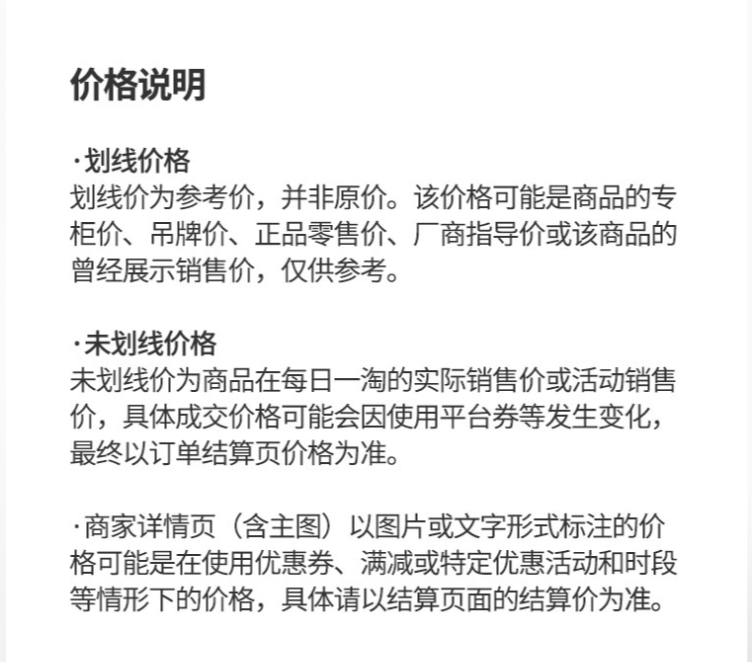 价格说明
·划线价格
划线价为参考价，并非原价。该价格可能是商品的专
柜价、吊牌价、正品零售价、厂商指导价或该商品的
曾经展示销售价，仅供参考。
·未划线价格
未划线价为商品在每日一淘的实际销售价或活动销售
价，具体成交价格可能会因使用平台券等发生变化，
最终以订单结算页价格为准。
·商家详情页（含主图）以图片或文字形式标注的价
格可能是在使用优惠券、满减或特定优惠活动和时段
等情形下的价格，具体请以结算页面的结算价为准。